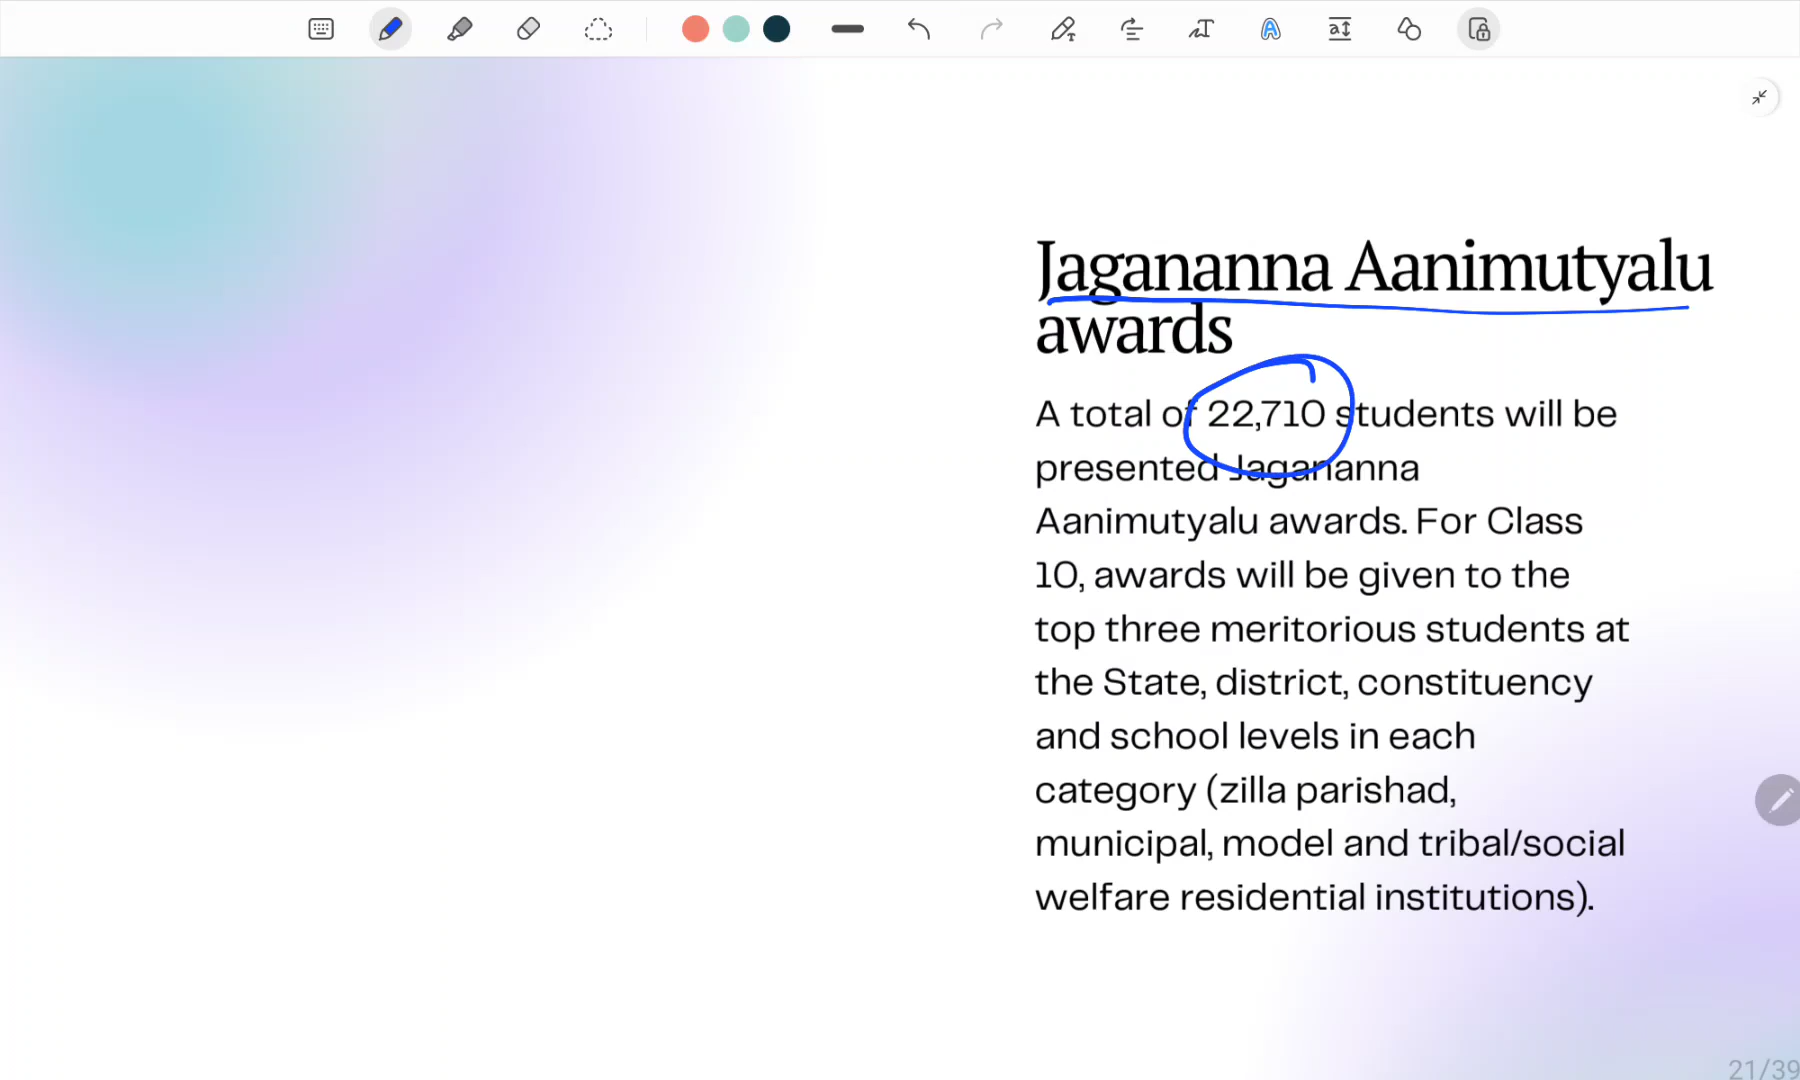 Jagananna Aanimutyalu
awards
A total of 22,710 students will be
presented Jagananna
Aanimutyalu awards. For Class
10, awards will be given to the
top three meritorious students at
the State, district, constituency
and school levels in each
category (zilla parishad,
municipal, model and tribal/social
welfare residential institutions).
21/39